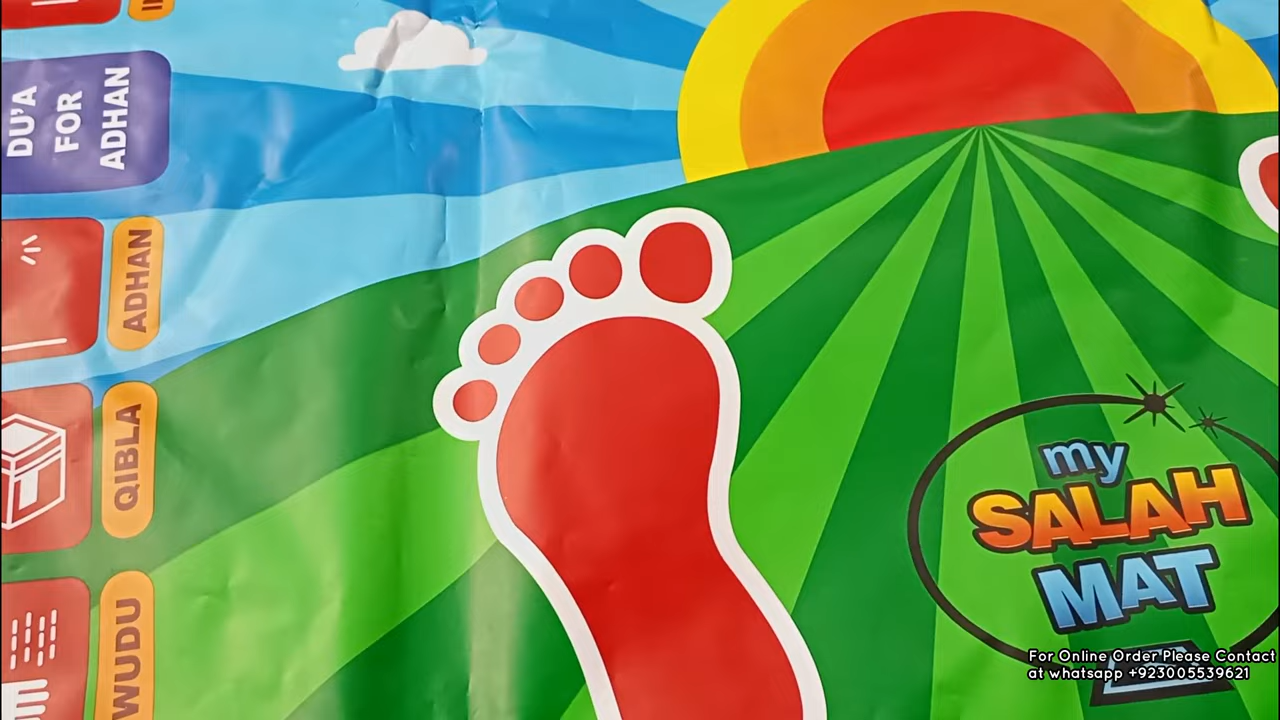 DU'A
FOR
ADHAN
ADHAN
QIBLA
WUDU
my
SALAH
MAT
For Online Order Please Contact
at whatsapp +923005539621